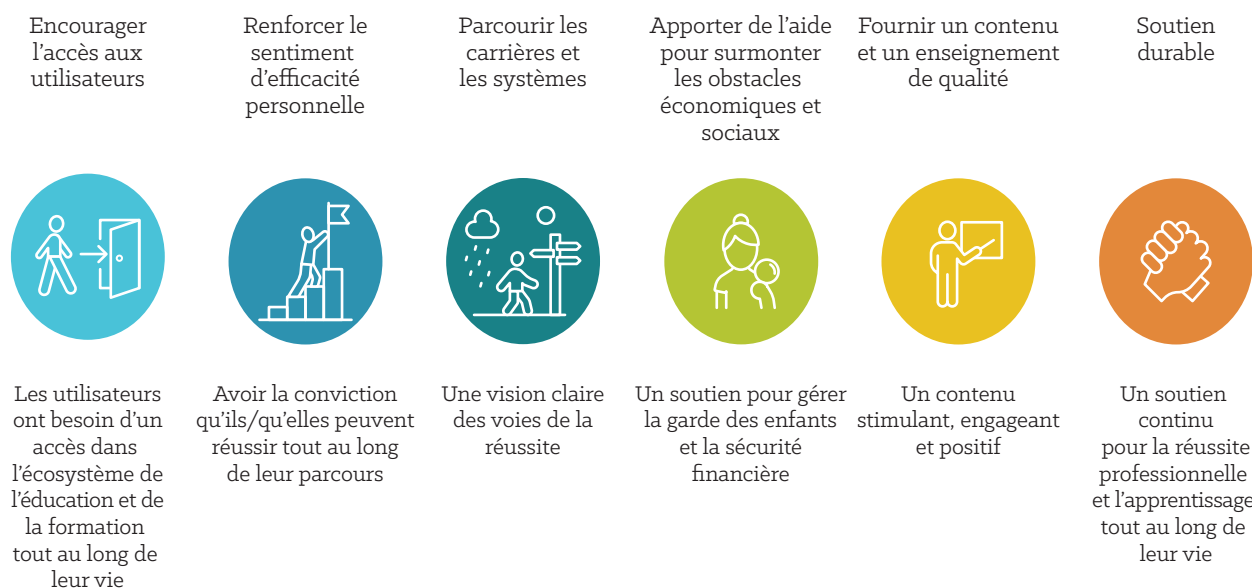 Encourager
l'accès aux
utilisateurs
Renforcer le
sentiment
d'efficacité
personnelle
Parcourir les
carrières et
les systèmes
Apporter de l'aide
pour surmonter
les obstacles
économiques et
sociaux
Fournir un contenu
et un enseignement
de qualité
Soutien
durable
Les utilisateurs
ont besoin d'un
accès dans
l'écosystème de
l'éducation et de
la formation
tout au long de
leur vie
Avoir la conviction
qu'ils/qu'elles peuvent
réussir tout au long
de leur parcours
Une vision claire
des voies de la
réussite
Un soutien pour gérer
la garde des enfants
et la sécurité
financière
Un contenu
stimulant, engageant
et positif
Un soutien
continu
pour la réussite
professionnelle
et l'apprentissage
tout au long de
leur vie